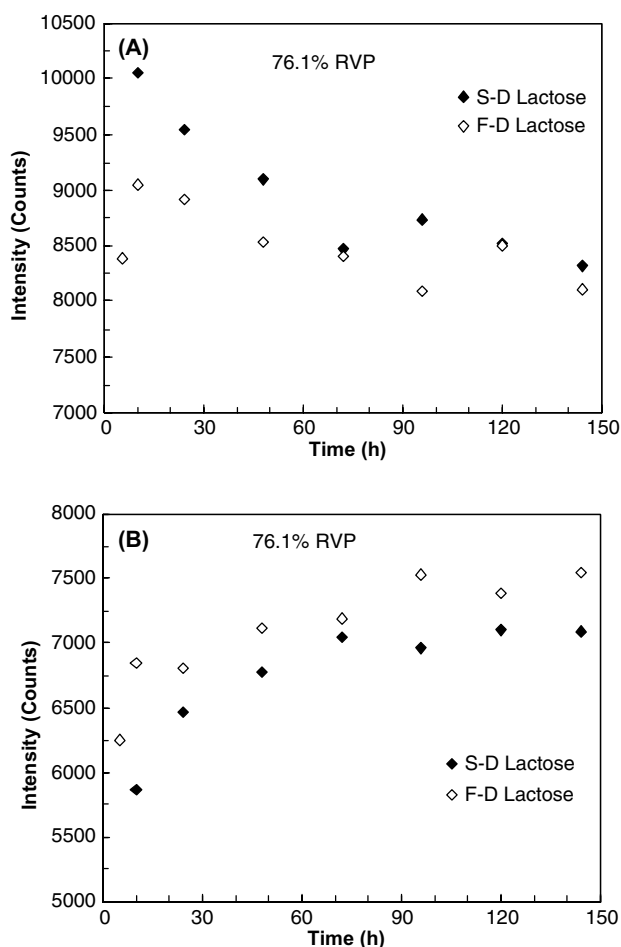 (A)
76.1% RVP
S-D Lactose
F-D Lactose
Intensity (Counts)
10500
10000
9500
9000
8500
8000
7500
7000
0
30
60
90
120
150
Time (h)
(B)
76.1% RVP
S-D Lactose
F-D Lactose
Intensity (Counts)
8000
7500
7000
6500
6000
5500
5000
0
30
60
90
120
150
Time (h)